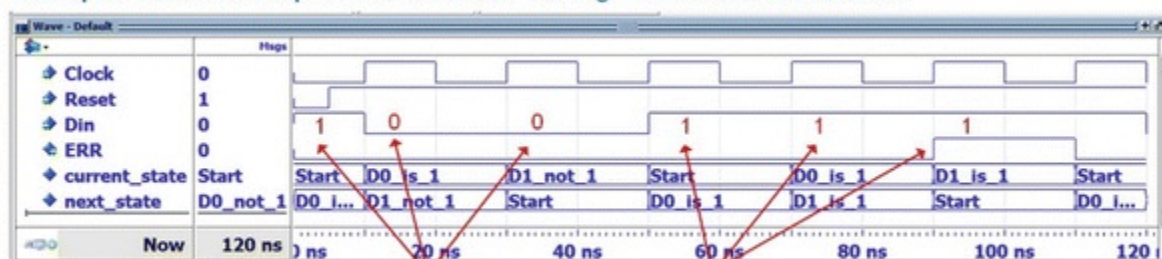 Wave - Default
Msgs
Clock 0
Reset 1
Din 0 1 0 0 1 1 1
ERR 0
current_state Start Start D0_is_1 D1_not_1 Start D0_is_1 D1_is_1 Start
next_state D0_not_1 D0_i... D1_not_1 Start D0_is_1 D1_is_1 Start D0_i...
Now 120 ns ns 20 ns 40 ns 60 ns 80 ns 100 ns 120